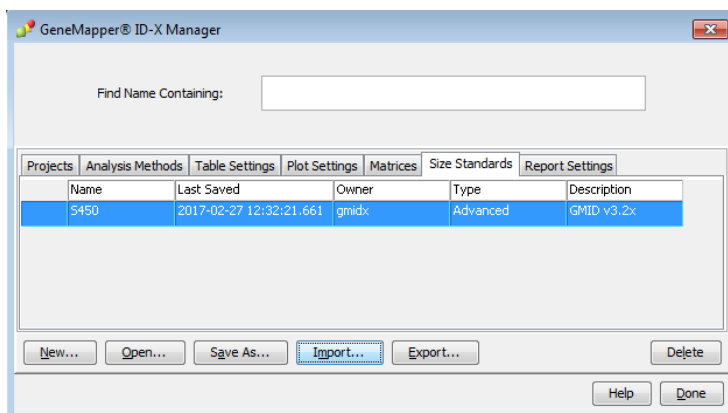 GeneMapper® ID-X Manager
Find Name Containing:
Projects Analysis Methods Table Settings Plot Settings Matrices Size Standards Report Settings
Name Last Saved Owner Type Description
S450 2017-02-27 12:32:21.661 gmidx Advanced GMID v3.2x
New... Open... Save As... Import... Export... Delete
Help Done